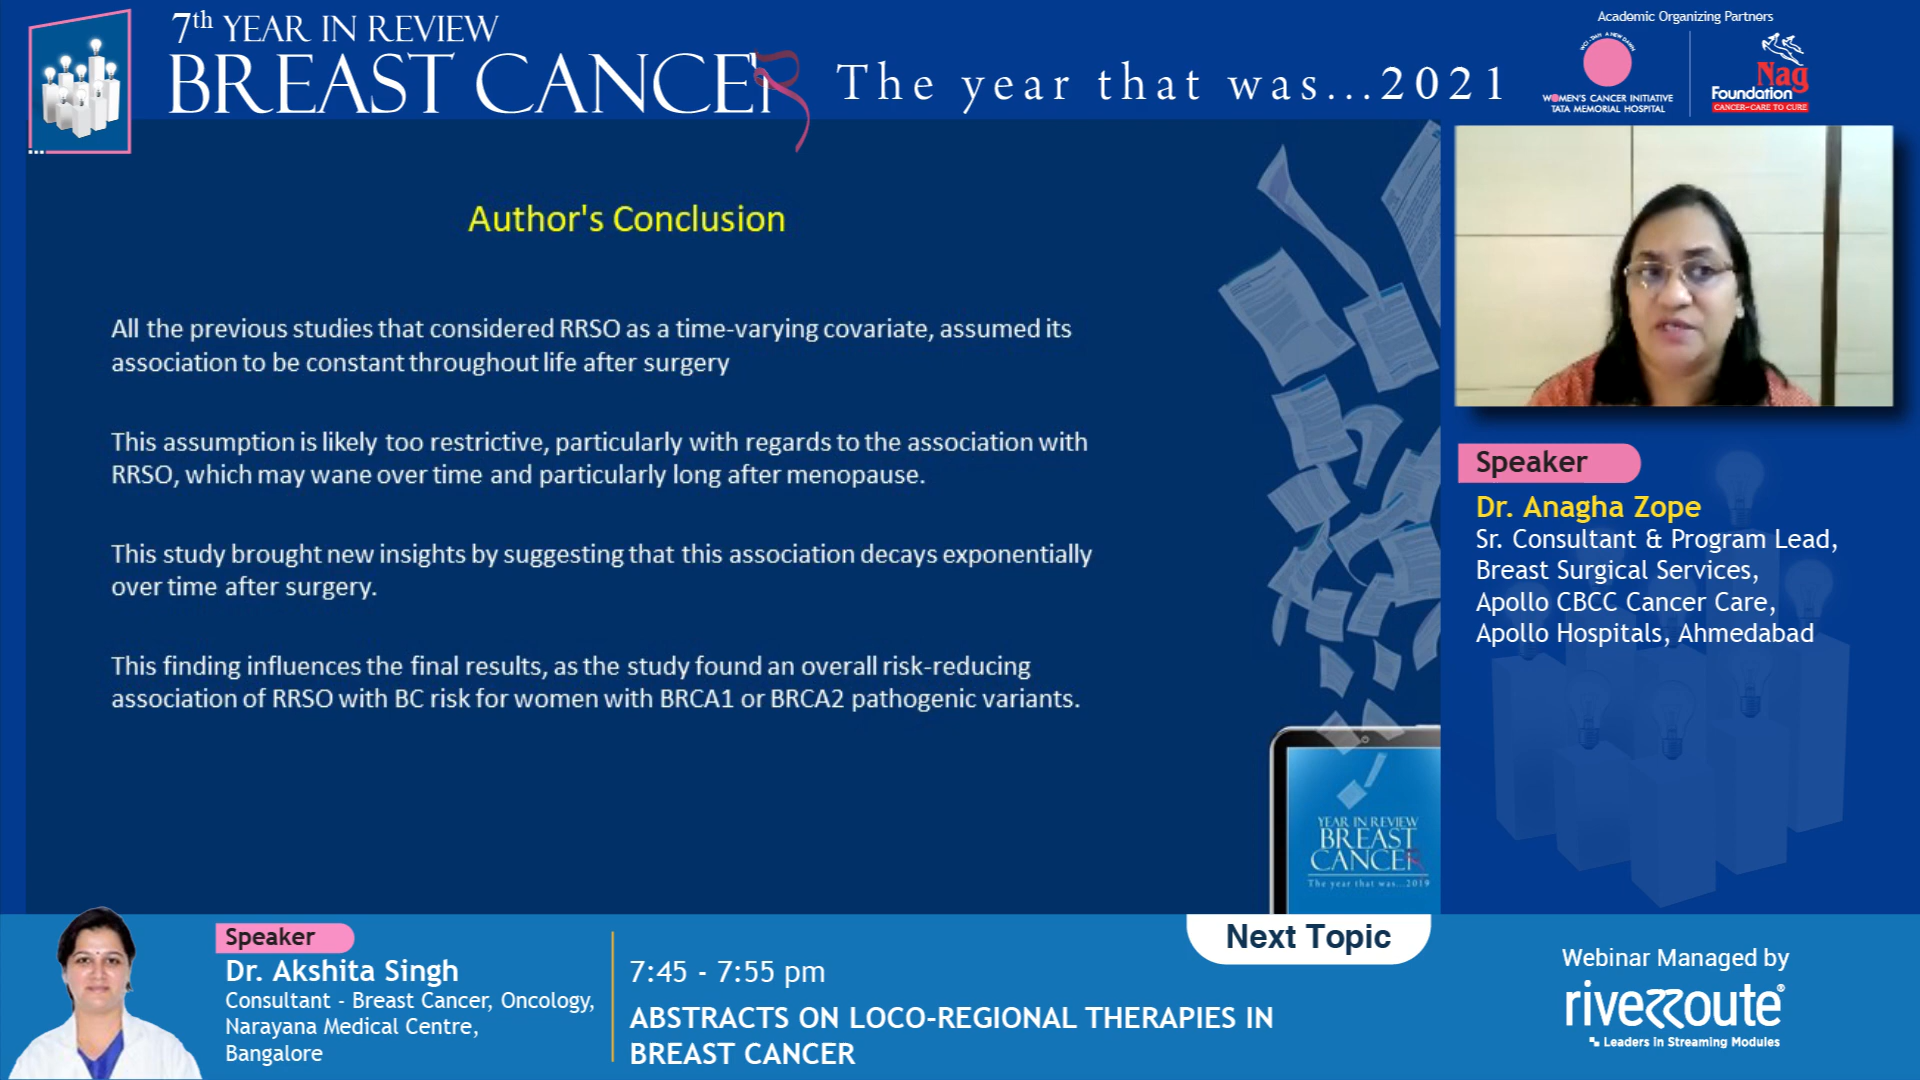 7th YEAR IN REVIEW
BREAST CANCER
The year that was...2021
Academic Organizing Partners
WCI-TMH A NEW DAWN
WOMEN'S CANCER INITIATIVE
TATA MEMORIAL HOSPITAL
Nag
Foundation
CANCER-CARE TO CURE
Author's Conclusion
All the previous studies that considered RRSO as a time-varying covariate, assumed its
association to be constant throughout life after surgery
This assumption is likely too restrictive, particularly with regards to the association with
RRSO, which may wane over time and particularly long after menopause.
This study brought new insights by suggesting that this association decays exponentially
over time after surgery.
This finding influences the final results, as the study found an overall risk-reducing
association of RRSO with BC risk for women with BRCA1 or BRCA2 pathogenic variants.
YEAR IN REVIEW
BREAST
CANCER
The year that was...2019
Speaker
Dr. Anagha Zope
Sr. Consultant & Program Lead,
Breast Surgical Services,
Apollo CBCC Cancer Care,
Apollo Hospitals, Ahmedabad
Speaker
Dr. Akshita Singh
Consultant - Breast Cancer, Oncology,
Narayana Medical Centre,
Bangalore
Next Topic
7:45 - 7:55 pm
ABSTRACTS ON LOCO-REGIONAL THERAPIES IN
BREAST CANCER
Webinar Managed by
riveRRoute®
Leaders in Streaming Modules